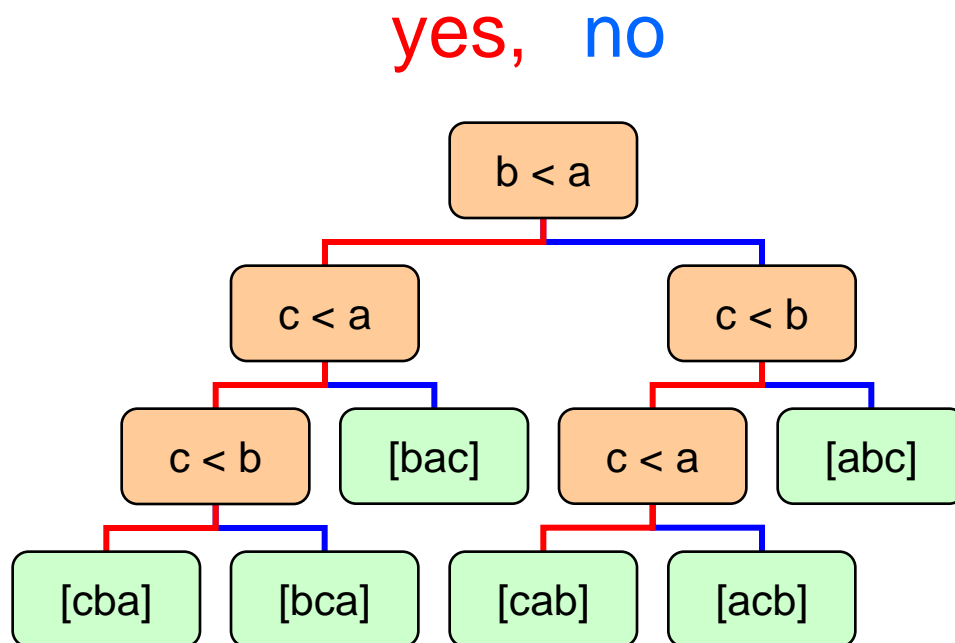 yes, no
b < a
c < a c < b
c < b [bac] c < a [abc]
[cba] [bca] [cab] [acb]